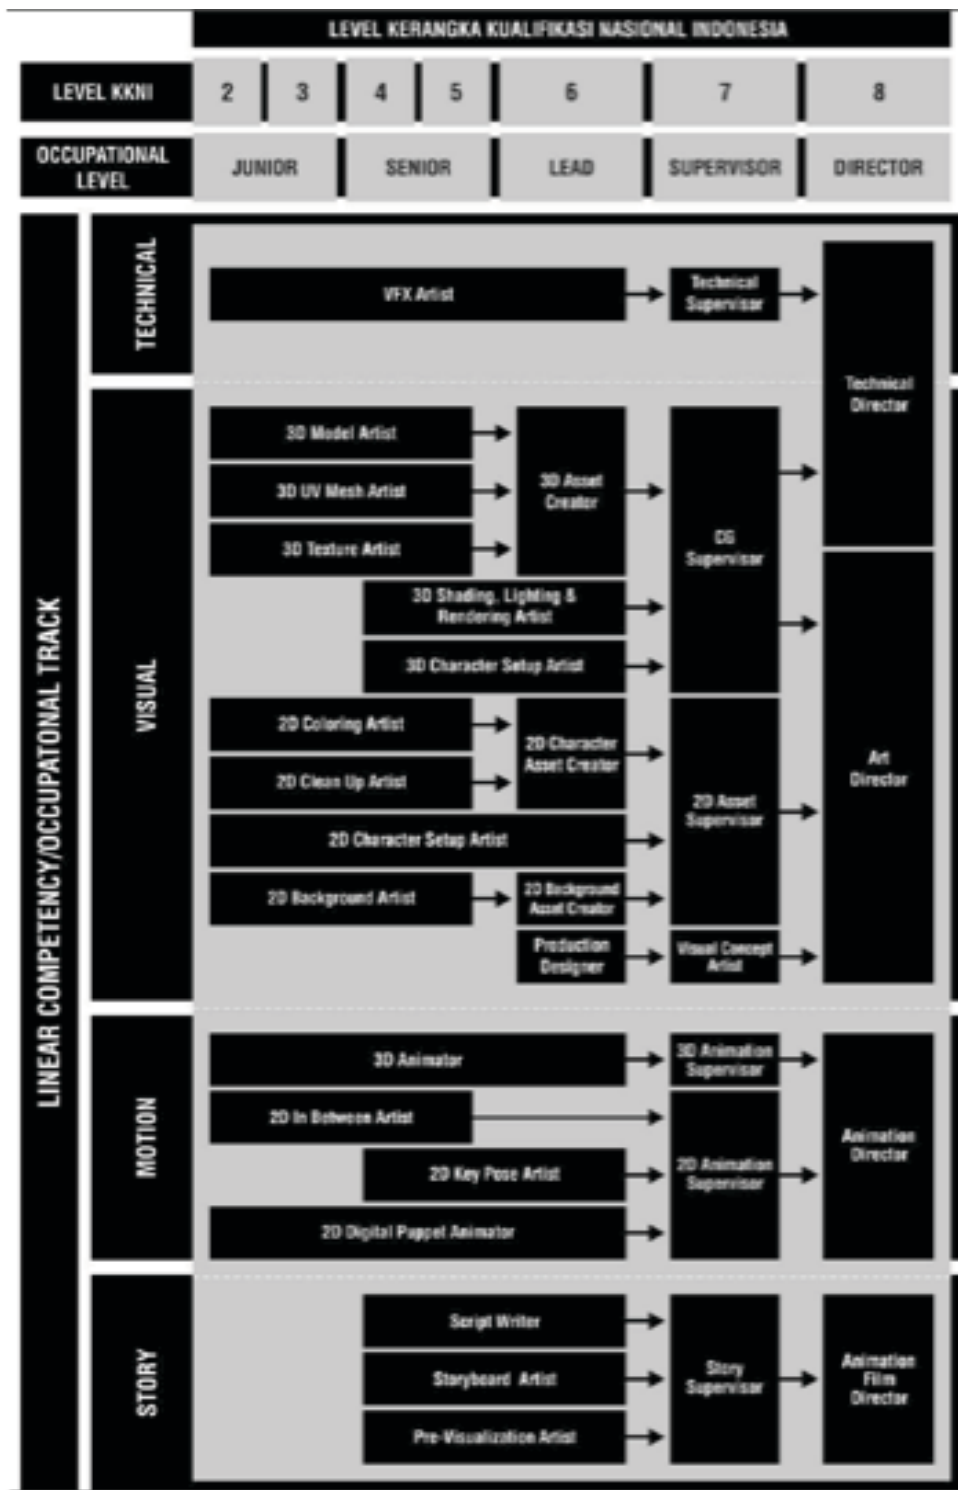 LEVEL KERANGKA KUALIFIKASI NASIONAL INDONESIA
LEVEL KKNI
2
3
4
5
6
7
8
OCCUPATIONAL
LEVEL
JUNIOR
SENIOR
LEAD
SUPERVISOR
DIRECTOR
LINEAR COMPETENCY/OCCUPATONAL TRACK
TECHNICAL
VFX Artist
Technical
Supervisor
Technical
Director
VISUAL
3D Model Artist
3D UV Mesh Artist
3D Texture Artist
3D Asset
Creator
3D Shading, Lighting &
Rendering Artist
3D Character Setup Artist
CG
Supervisor
2D Coloring Artist
2D Clean Up Artist
2D Character
Asset Creator
2D Character Setup Artist
2D Background Artist
2D Background
Asset Creator
2D Asset
Supervisor
Production
Designer
Visual Concept
Artist
Art
Director
MOTION
3D Animator
3D Animation
Supervisor
2D In Between Artist
2D Key Pose Artist
2D Digital Puppet Animator
2D Animation
Supervisor
Animation
Director
STORY
Script Writer
Storyboard Artist
Pre-Visualization Artist
Story
Supervisor
Animation
Film
Director